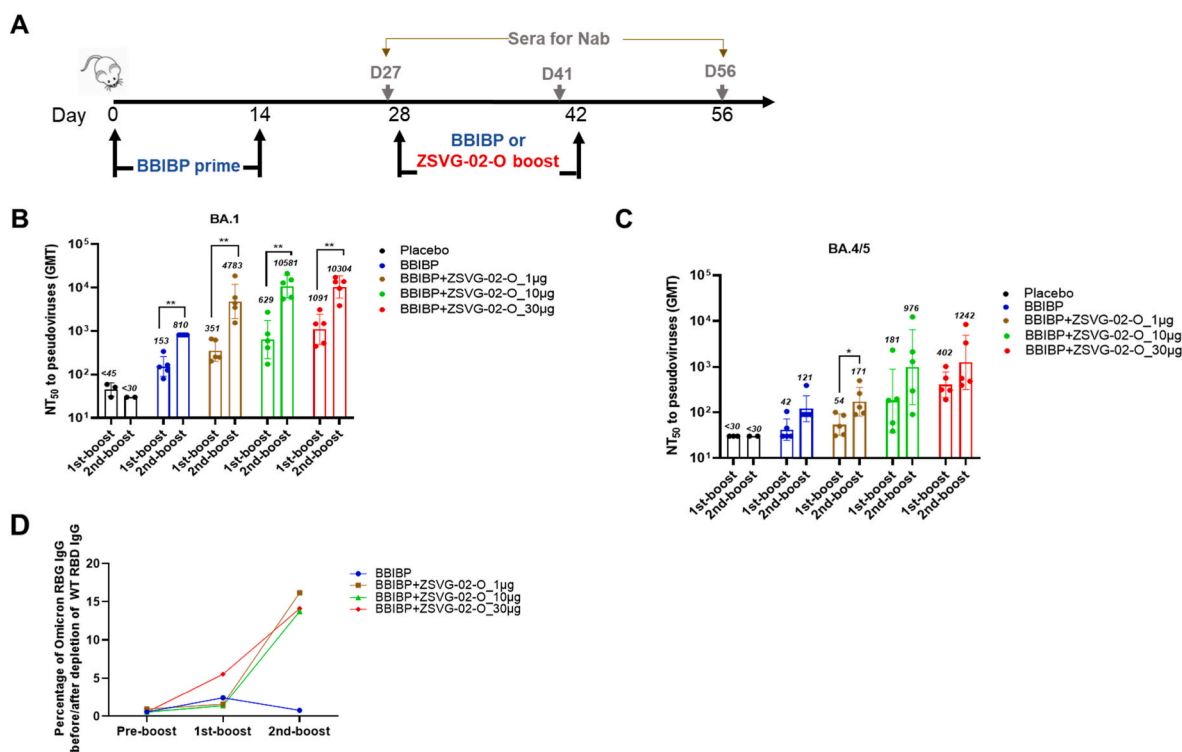 A
Sera for Nab
D27
D41
D56
Day
0
14
28
42
56
BBIBP prime
BBIBP or
ZSVG-02-O boost
B
BA.1
NT50 to pseudoviruses (GMT)
10⁵
10⁴
10³
10²
10¹
<45
<30
153
**
810
351
**
4783
629
**
10581
1091
**
10304
1st-boost
2nd-boost
1st-boost
2nd-boost
1st-boost
2nd-boost
1st-boost
2nd-boost
1st-boost
2nd-boost
Placebo
BBIBP
BBIBP+ZSVG-02-O_1μg
BBIBP+ZSVG-02-O_10μg
BBIBP+ZSVG-02-O_30μg
C
BA.4/5
NT50 to pseudoviruses (GMT)
10⁵
10⁴
10³
10²
10¹
<30
<30
42
121
54
*
171
181
976
402
1242
1st-boost
2nd-boost
1st-boost
2nd-boost
1st-boost
2nd-boost
1st-boost
2nd-boost
1st-boost
2nd-boost
Placebo
BBIBP
BBIBP+ZSVG-02-O_1μg
BBIBP+ZSVG-02-O_10μg
BBIBP+ZSVG-02-O_30μg
D
Percentage of Omicron RBG IgG
before/after depletion of WT RBD IgG
20
15
10
5
0
Pre-boost
1st-boost
2nd-boost
BBIBP
BBIBP+ZSVG-02-O_1μg
BBIBP+ZSVG-02-O_10μg
BBIBP+ZSVG-02-O_30μg